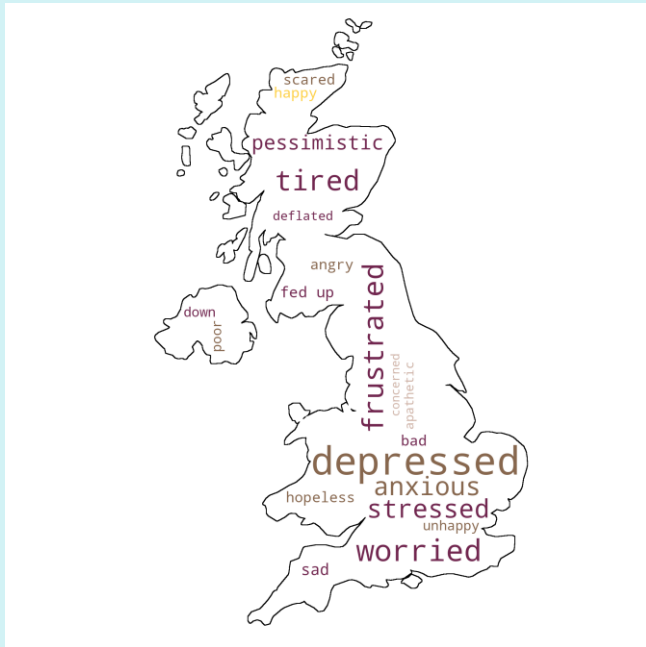 scared
happy
pessimistic
tired
deflated
angry
fed up
down
poor
frustrated
concerned
apathetic
bad
depressed
anxious
hopeless
stressed
unhappy
worried
sad